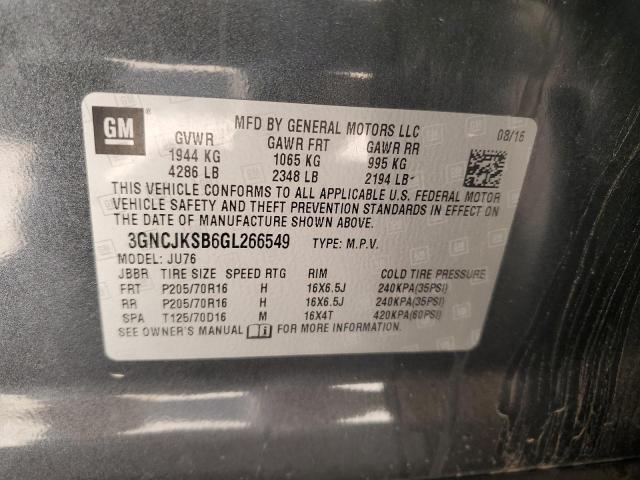 GM
MFD BY GENERAL MOTORS LLC 08/16
GVWR GAWR FRT GAWR RR
1944 KG 1065 KG 995 KG
4286 LB 2348 LB 2194 LB
THIS VEHICLE CONFORMS TO ALL APPLICABLE U.S. FEDERAL MOTOR
VEHICLE SAFETY AND THEFT PREVENTION STANDARDS IN EFFECT ON
THE DATE OF MANUFACTURE SHOWN ABOVE.
3GNCJKSB6GL266549 TYPE: M.P.V.
MODEL: JU76
JBBR TIRE SIZE SPEED RTG RIM COLD TIRE PRESSURE
FRT P205/70R16 H 16X6.5J 240KPA(35PSI)
RR P205/70R16 H 16X6.5J 240KPA(35PSI)
SPA T125/70D16 M 16X4T 420KPA(60PSI)
SEE OWNER'S MANUAL FOR MORE INFORMATION.